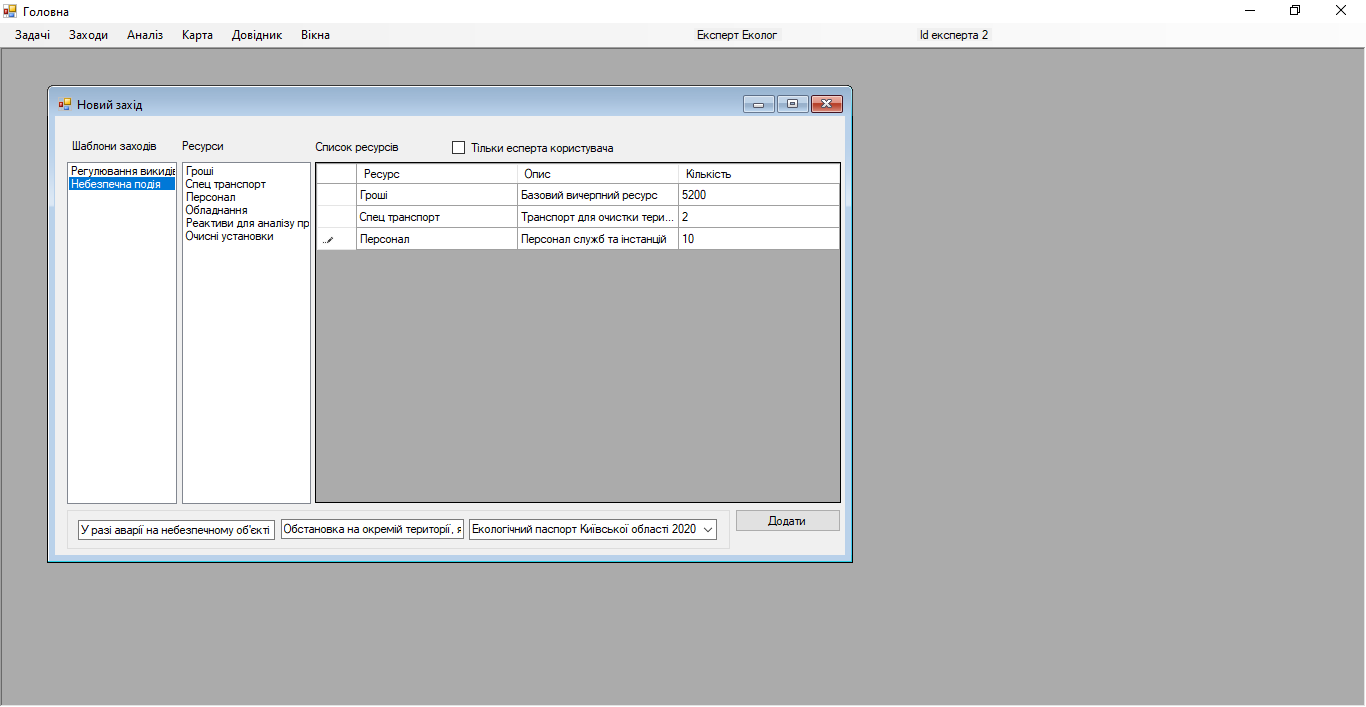 Головна
Задачі Заходи Аналіз Карта Довідник Вікна Експерт Еколог Id експерта 2
Новий захід
Шаблони заходів Ресурси Список ресурсів Тільки есперта користувача
Регулювання викидів
Небезпечна подія
Гроші
Спец транспорт
Персонал
Обладнання
Реактиви для аналізу пр
Очисні установки
Ресурс Опис Кількість
Гроші Базовий вичерпний ресурс 5200
Спец транспорт Транспорт для очистки тери... 2
Персонал Персонал служб та інстанцій 10
У разі аварії на небезпечному об'єкті Обстановка на окремій території, я Екологічний паспорт Київської області 2020 Додати